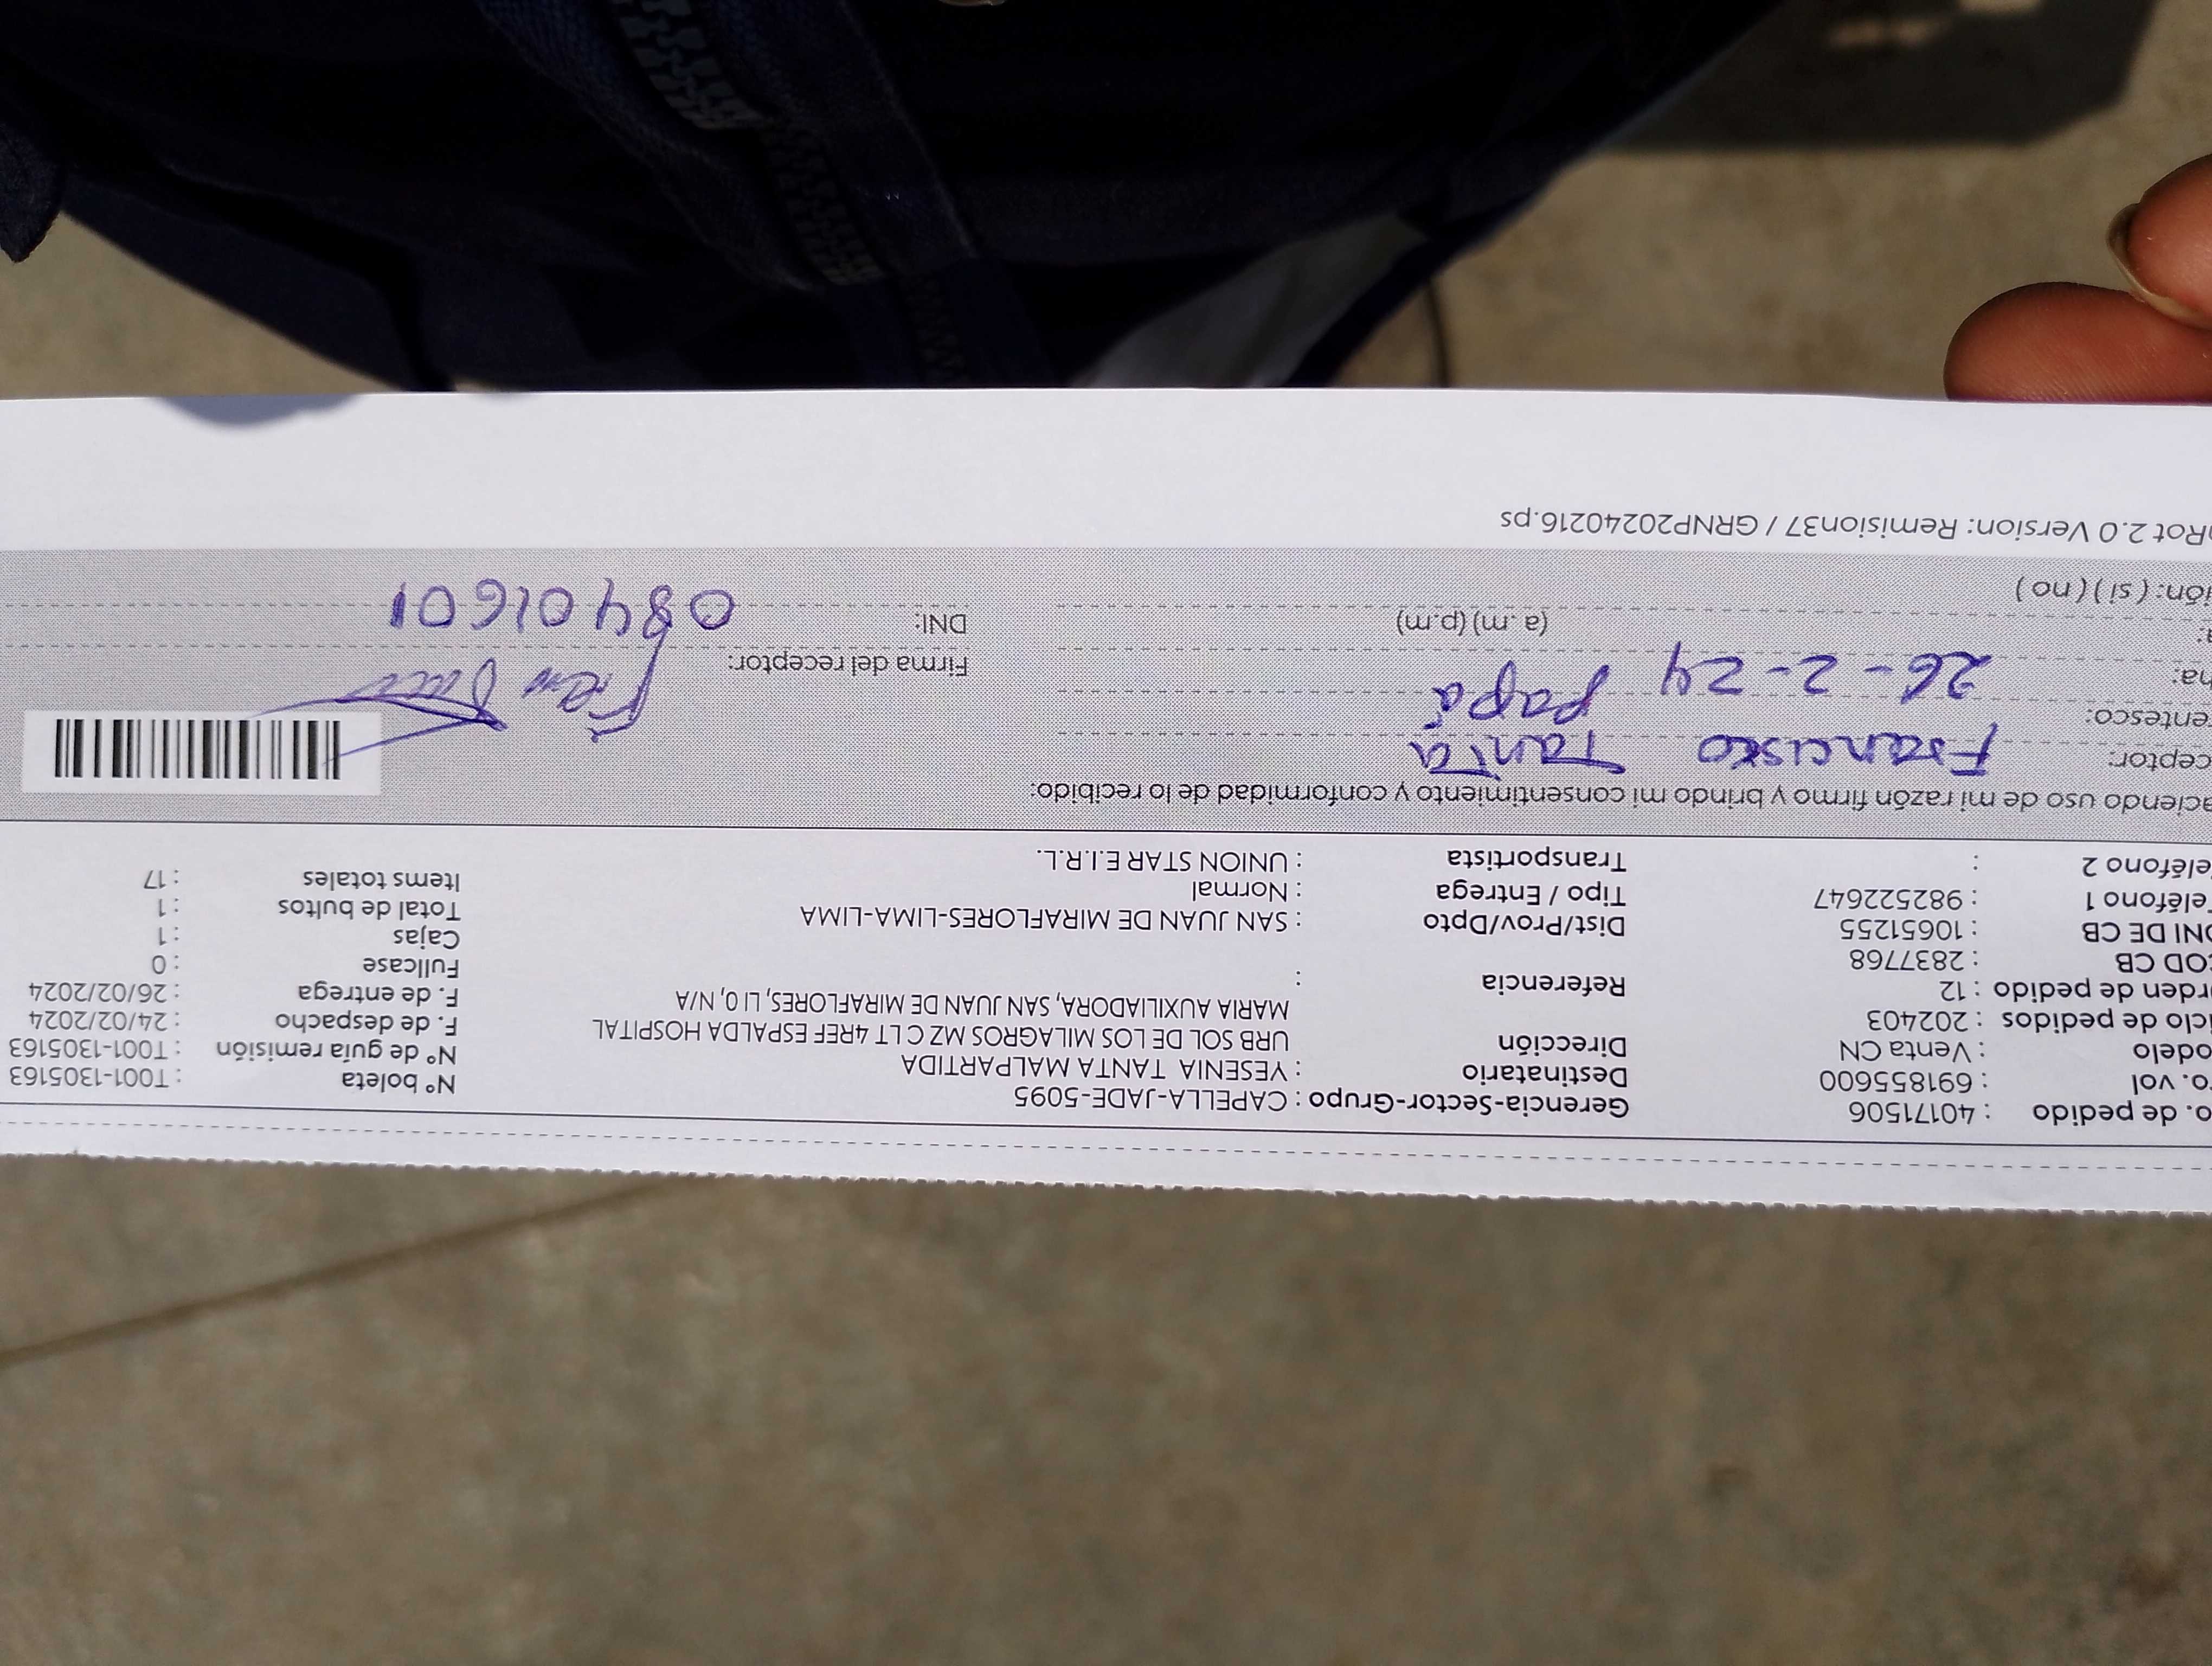 o. de pedido : 40171506 Gerencia-Sector-Grupo : CAPELLA-JADE-5095 N° boleta : T001-1305163
o. vol : 691855600 Destinatario : YESENIA TANTA MALPARTIDA N° de guía remisión : T001-1305163
odelo : Venta CN Dirección URB SOL DE LOS MILAGROS MZ C LT 4REF ESPALDA HOSPITAL F. de despacho : 24/02/2024
iclo de pedidos : 202403 MARIA AUXILIADORA, SAN JUAN DE MIRAFLORES, LI 0, N/A F. de entrega : 26/02/2024
rden de pedido : 12 Referencia : Fullcase : 0
COD CB : 2837768 Cajas : 1
DNI DE CB : 10651255 Dist/Prov/Dpto : SAN JUAN DE MIRAFLORES-LIMA-LIMA Total de bultos : 1
Teléfono 1 : 982522647 Tipo / Entrega : Normal Items totales : 17
eléfono 2 : Transportista : UNION STAR E.I.R.L.
aciendo uso de mi razón firmo y brindo mi consentimiento y conformidad de lo recibido:
ceptor: Francisco Tanta
entesco: Papá Firma del receptor:
ha: 26-2-24
a: (a.m) (p.m) DNI: 08401601
ión: ( si ) ( no )
Rot 2.0 Version: Remision37 / GRNP20240216.ps